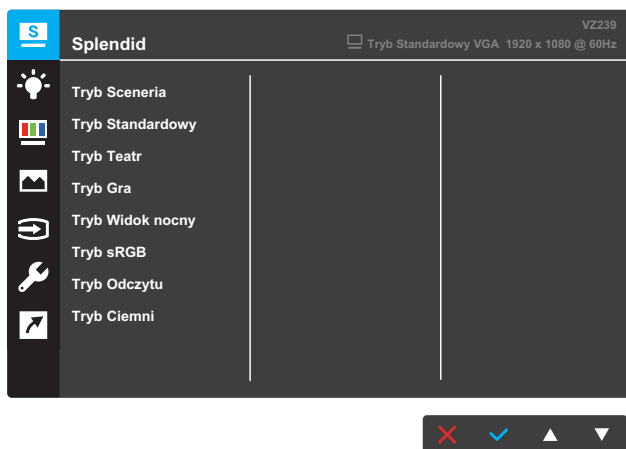 S
VZ239
Splendid
Tryb Standardowy VGA 1920 x 1080 @ 60Hz
Tryb Sceneria
Tryb Standardowy
Tryb Teatr
Tryb Gra
Tryb Widok nocny
Tryb sRGB
Tryb Odczytu
Tryb Ciemni